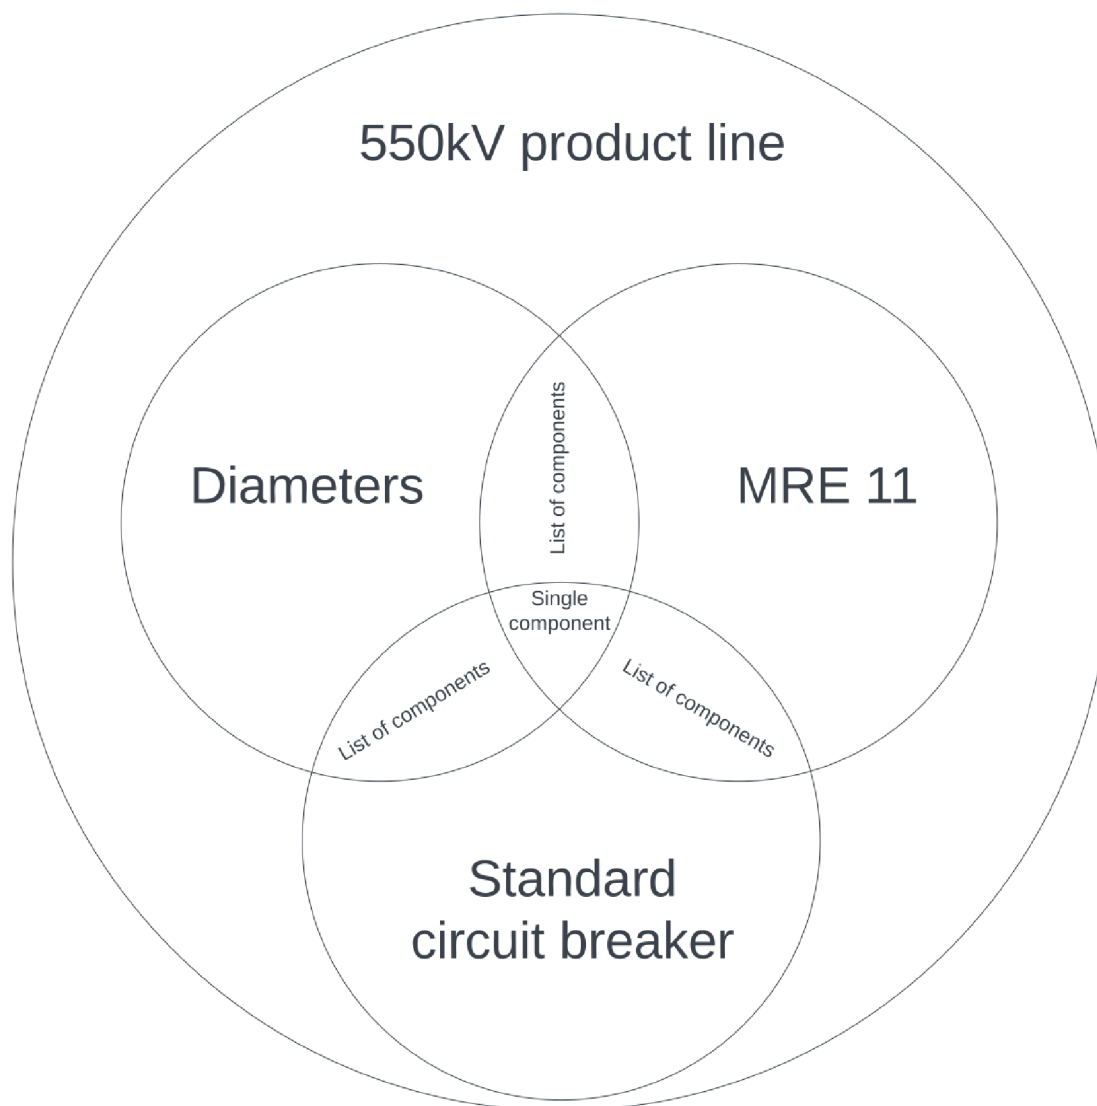 550kV product line
Diameters
List of components
MRE 11
Single
component
List of components
List of components
Standard
circuit breaker